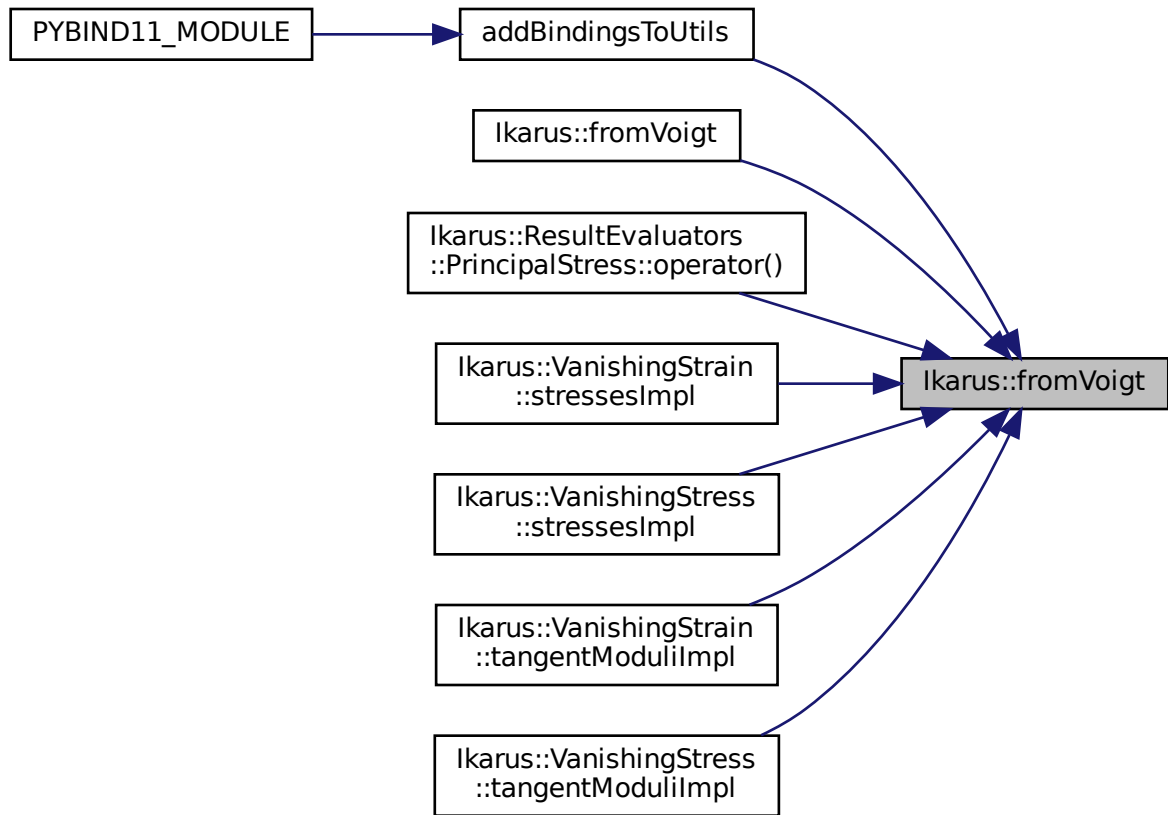 PYBIND11_MODULE
addBindingsToUtils
Ikarus::fromVoigt
Ikarus::ResultEvaluators
::PrincipalStress::operator()
Ikarus::VanishingStrain
::stressesImpl
Ikarus::fromVoigt
Ikarus::VanishingStress
::stressesImpl
Ikarus::VanishingStrain
::tangentModuliImpl
Ikarus::VanishingStress
::tangentModuliImpl